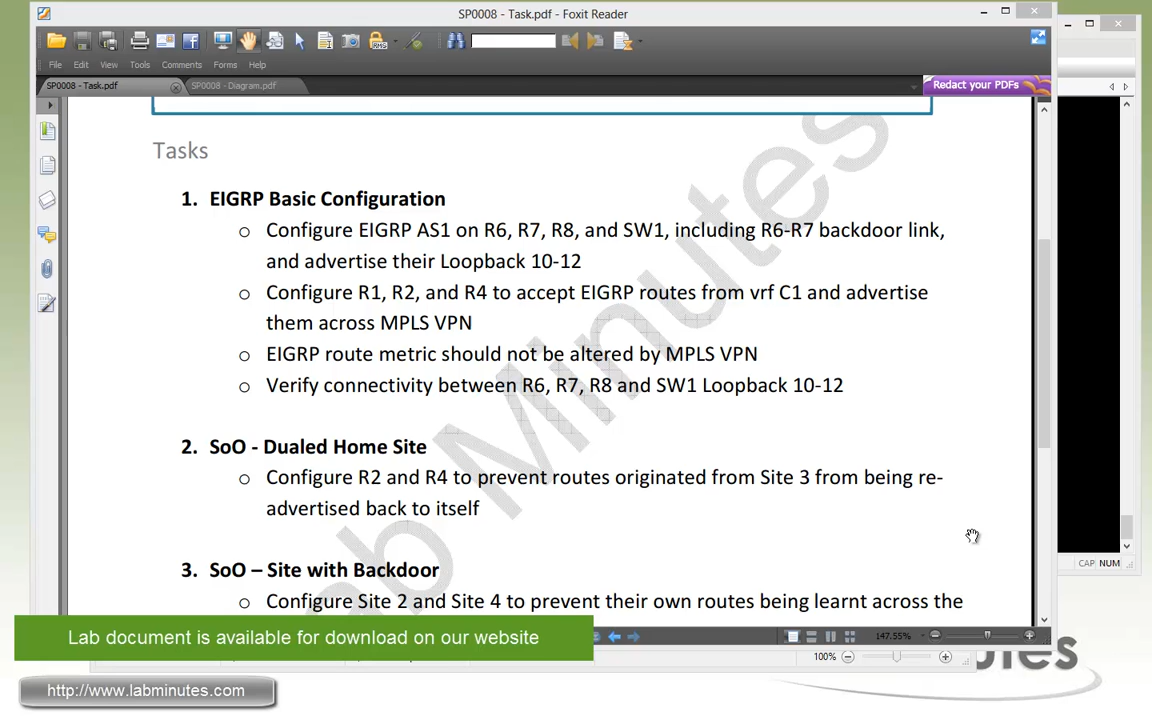 SP0008 - Task.pdf - Foxit Reader
File Edit View Tools Comments Forms Help
SP0008 - Task.pdf SP0008 - Diagram.pdf Redact your PDFs
Tasks
1. EIGRP Basic Configuration
o Configure EIGRP AS1 on R6, R7, R8, and SW1, including R6-R7 backdoor link,
and advertise their Loopback 10-12
o Configure R1, R2, and R4 to accept EIGRP routes from vrf C1 and advertise
them across MPLS VPN
o EIGRP route metric should not be altered by MPLS VPN
o Verify connectivity between R6, R7, R8 and SW1 Loopback 10-12
2. SoO - Dualed Home Site
o Configure R2 and R4 to prevent routes originated from Site 3 from being re-
advertised back to itself
3. SoO – Site with Backdoor
o Configure Site 2 and Site 4 to prevent their own routes being learnt across the
CAP NUM
147.55%
100%
Lab document is available for download on our website
http://www.labminutes.com
Lab Minutes